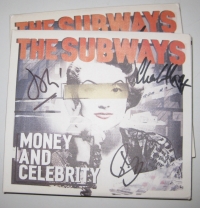 THE SUBWAYS
THE SUBWAYS
MONEY
AND
CELEBRITY